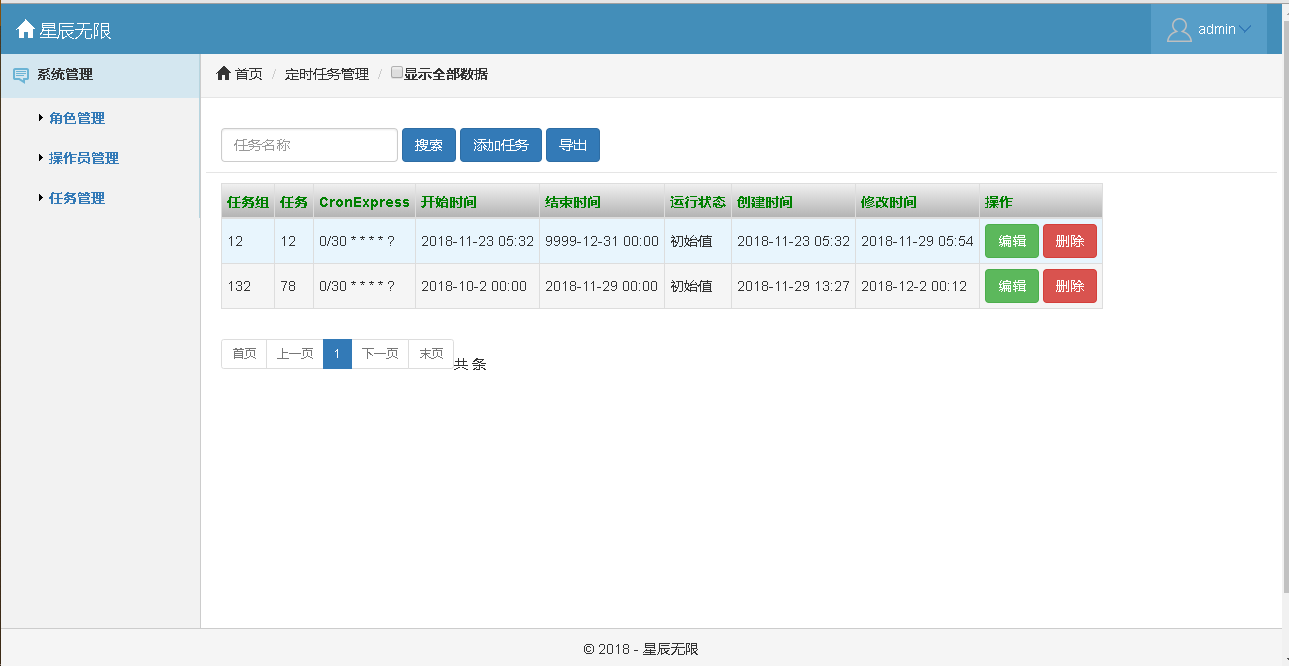 星辰无限 admin
系统管理 首页 / 定时任务管理 / 显示全部数据
角色管理
操作员管理
任务管理
任务名称 搜索 添加任务 导出
任务组 任务 CronExpress 开始时间 结束时间 运行状态 创建时间 修改时间 操作
12 12 0/30 * * * * ? 2018-11-23 05:32 9999-12-31 00:00 初始值 2018-11-23 05:32 2018-11-29 05:54 编辑 删除
132 78 0/30 * * * * ? 2018-10-2 00:00 2018-11-29 00:00 初始值 2018-11-29 13:27 2018-12-2 00:12 编辑 删除
首页 上一页 1 下一页 末页 共 条
© 2018 - 星辰无限